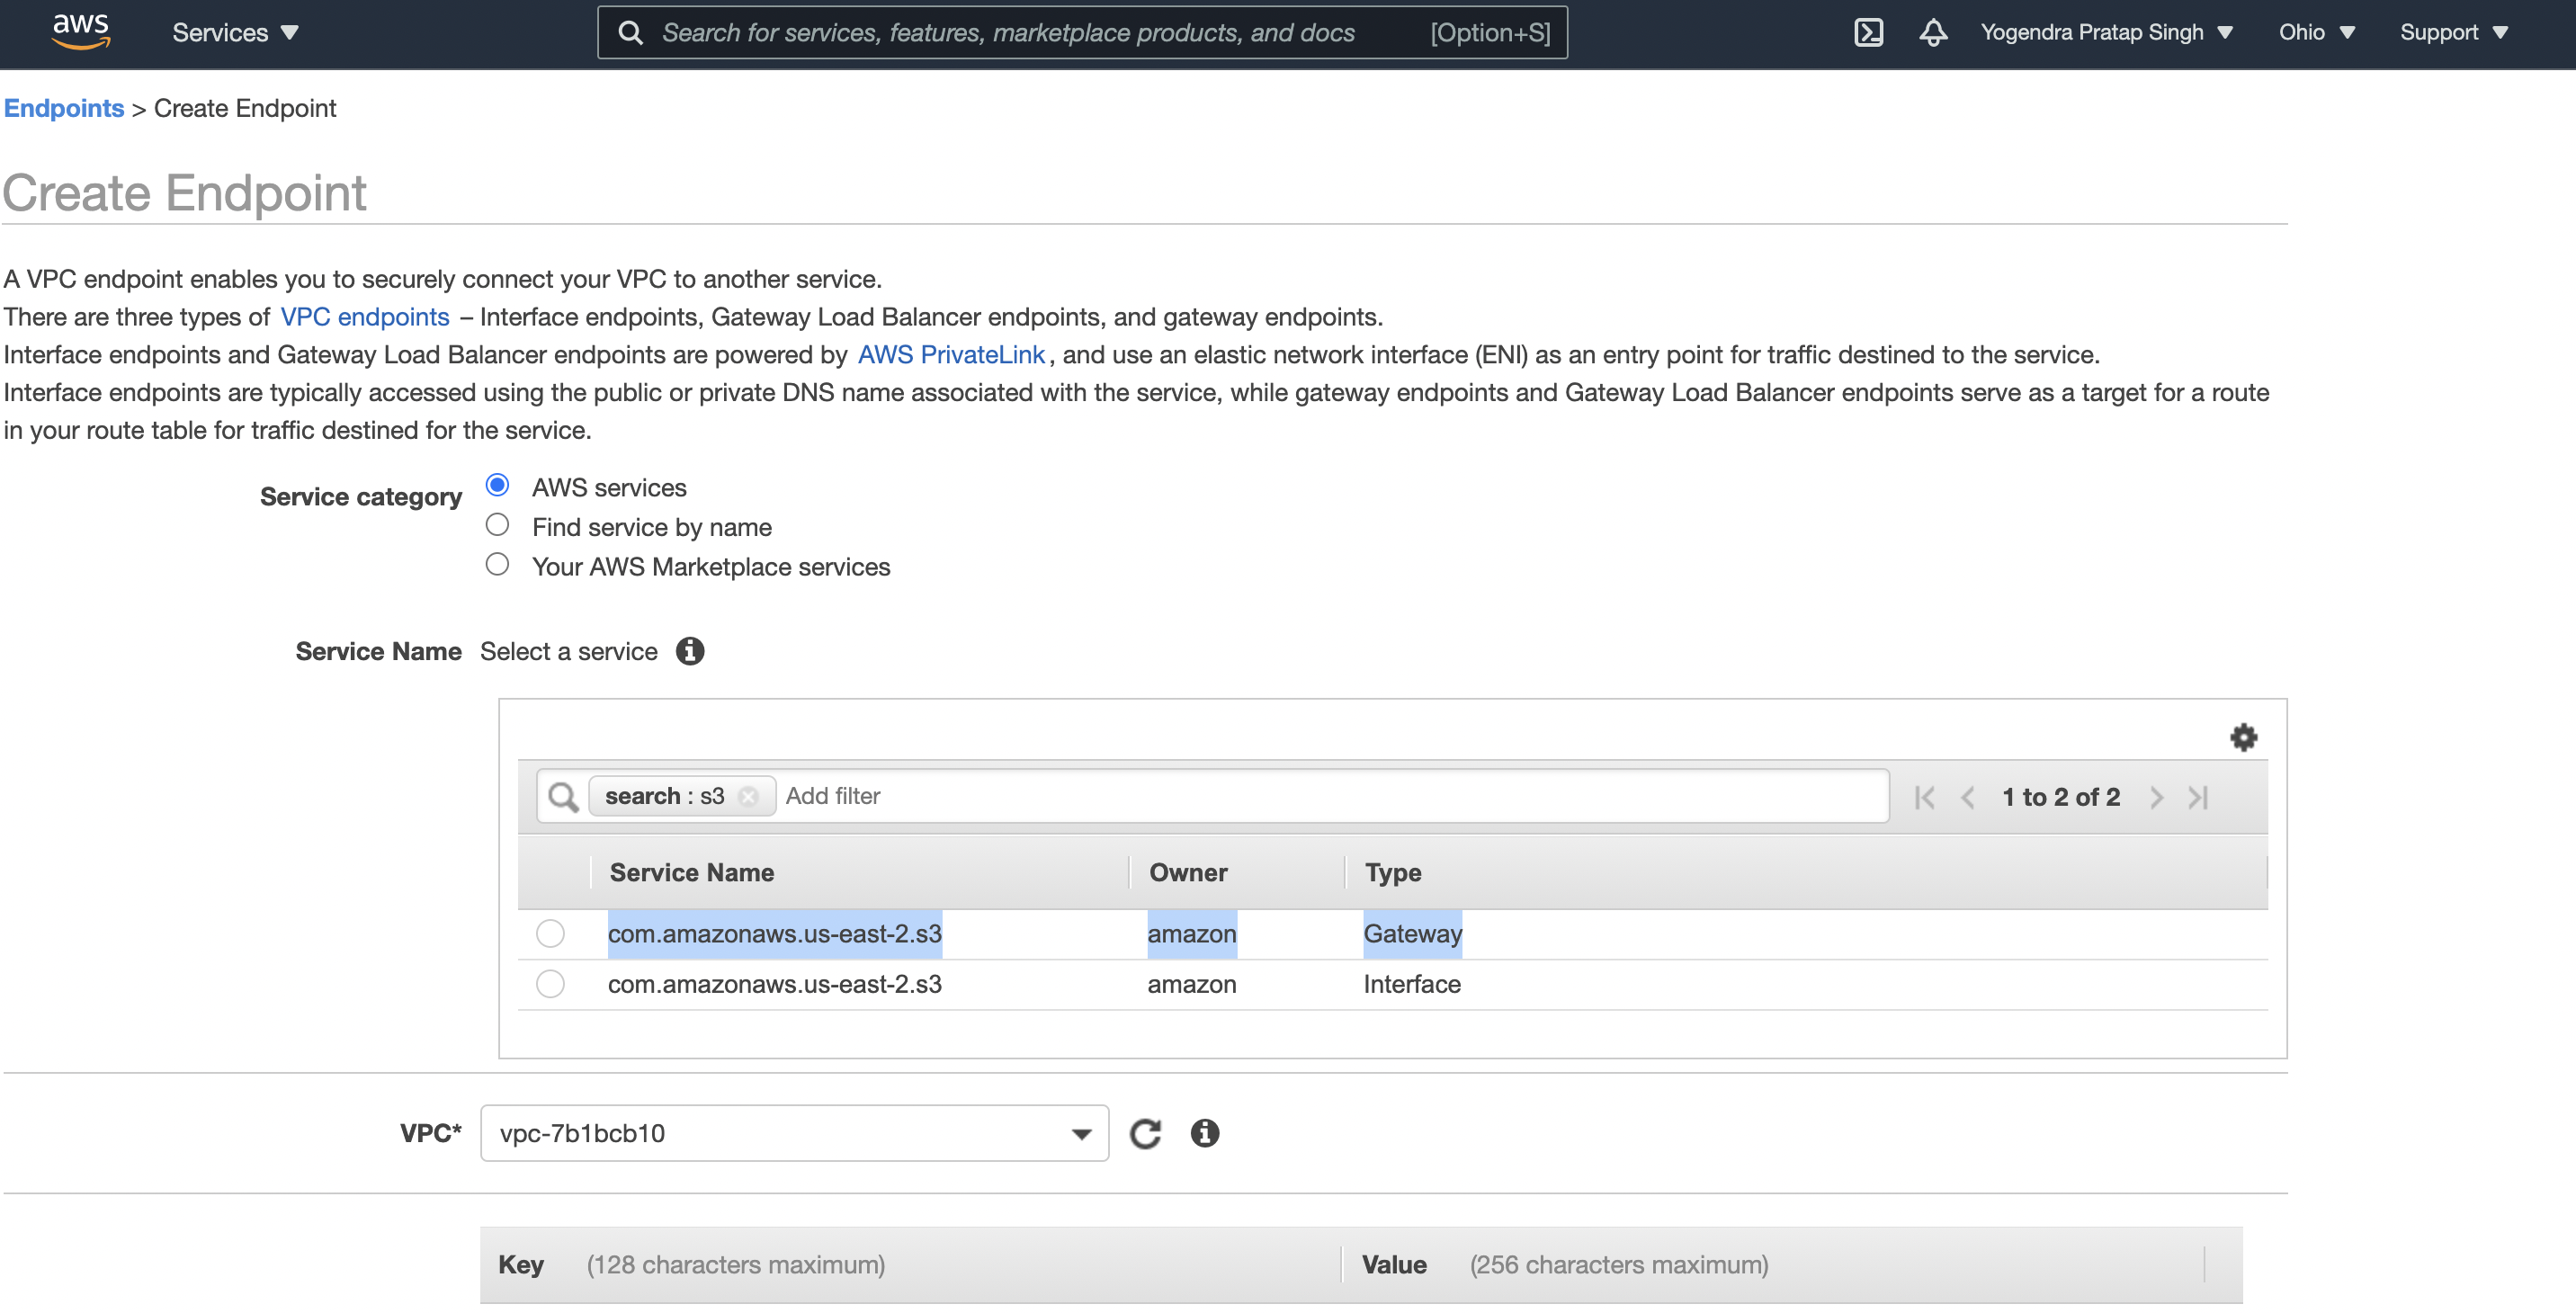 aws Services Search for services, features, marketplace products, and docs [Option+S] Yogendra Pratap Singh Ohio Support
Endpoints > Create Endpoint
Create Endpoint
A VPC endpoint enables you to securely connect your VPC to another service.
There are three types of VPC endpoints – Interface endpoints, Gateway Load Balancer endpoints, and gateway endpoints.
Interface endpoints and Gateway Load Balancer endpoints are powered by AWS PrivateLink, and use an elastic network interface (ENI) as an entry point for traffic destined to the service.
Interface endpoints are typically accessed using the public or private DNS name associated with the service, while gateway endpoints and Gateway Load Balancer endpoints serve as a target for a route
in your route table for traffic destined for the service.
Service category AWS services
Find service by name
Your AWS Marketplace services
Service Name Select a service
search : s3 Add filter 1 to 2 of 2
Service Name Owner Type
com.amazonaws.us-east-2.s3 amazon Gateway
com.amazonaws.us-east-2.s3 amazon Interface
VPC* vpc-7b1bcb10
Key (128 characters maximum) Value (256 characters maximum)